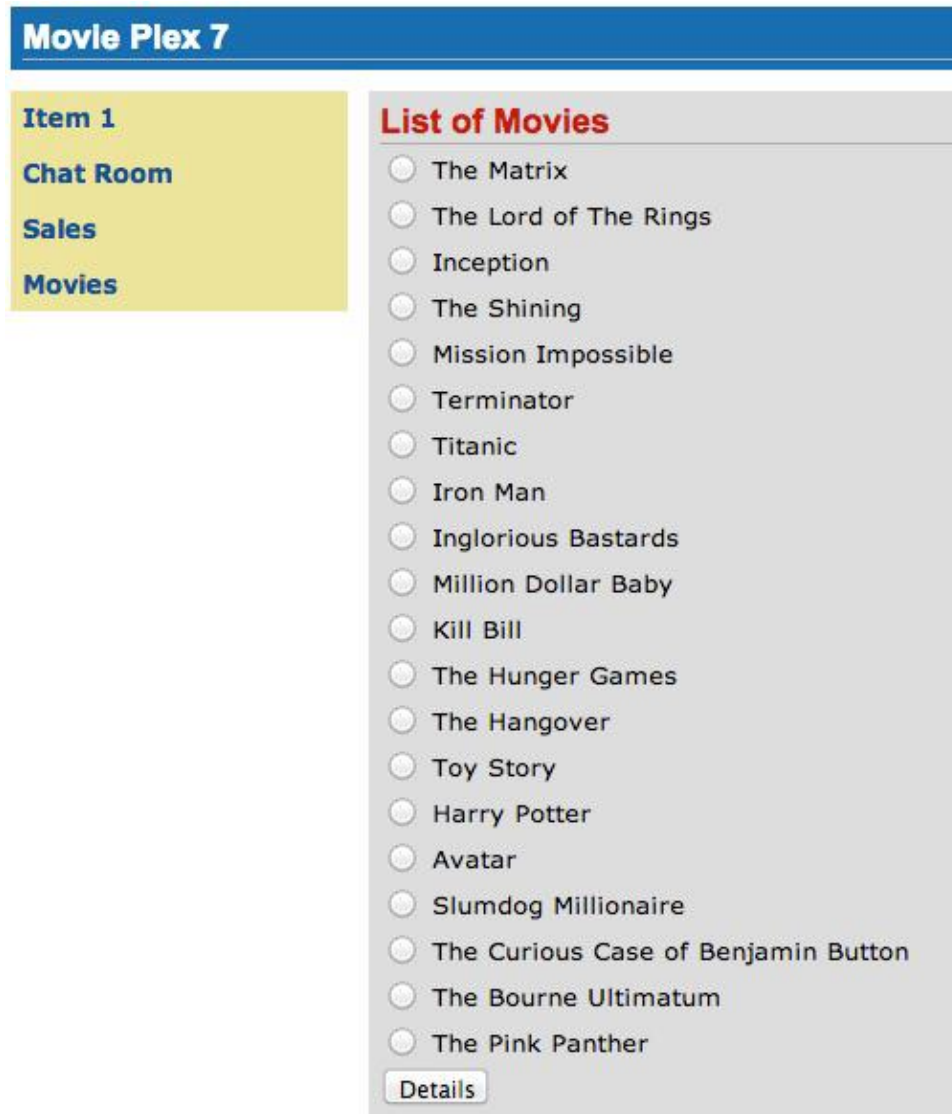 Movie Plex 7
Item 1
Chat Room
Sales
Movies
List of Movies
The Matrix
The Lord of The Rings
Inception
The Shining
Mission Impossible
Terminator
Titanic
Iron Man
Inglorious Bastards
Million Dollar Baby
Kill Bill
The Hunger Games
The Hangover
Toy Story
Harry Potter
Avatar
Slumdog Millionaire
The Curious Case of Benjamin Button
The Bourne Ultimatum
The Pink Panther
Details